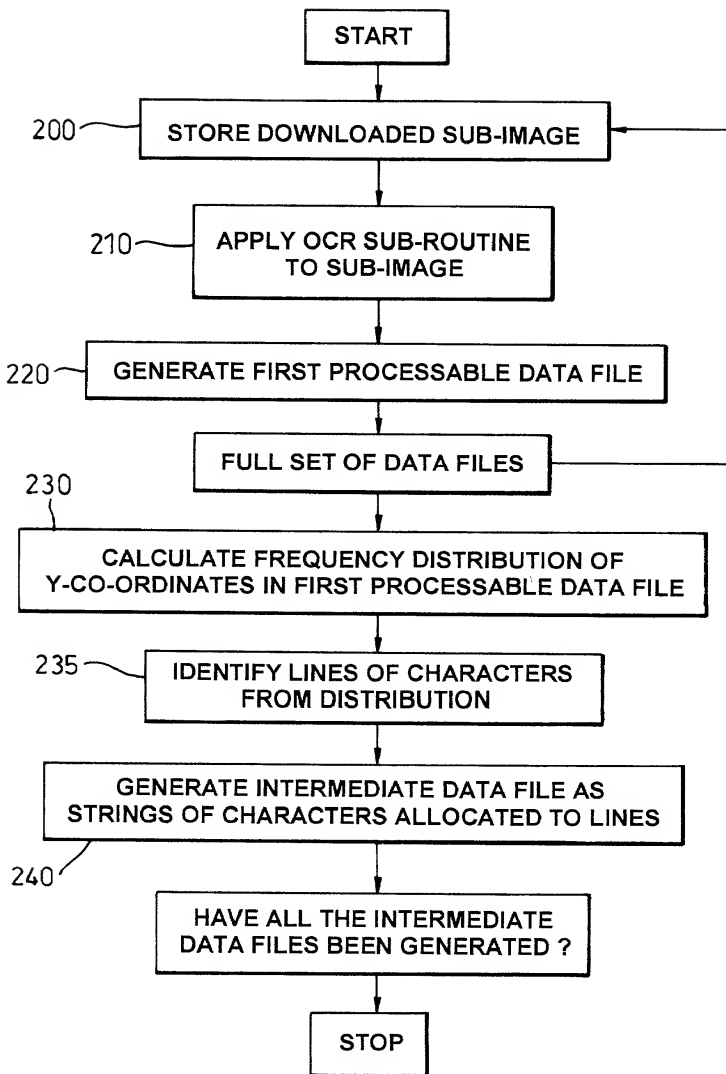 START
200
STORE DOWNLOADED SUB-IMAGE
210
APPLY OCR SUB-ROUTINE
TO SUB-IMAGE
220
GENERATE FIRST PROCESSABLE DATA FILE
FULL SET OF DATA FILES
230
CALCULATE FREQUENCY DISTRIBUTION OF
Y-CO-ORDINATES IN FIRST PROCESSABLE DATA FILE
235
IDENTIFY LINES OF CHARACTERS
FROM DISTRIBUTION
GENERATE INTERMEDIATE DATA FILE AS
STRINGS OF CHARACTERS ALLOCATED TO LINES
240
HAVE ALL THE INTERMEDIATE
DATA FILES BEEN GENERATED ?
STOP